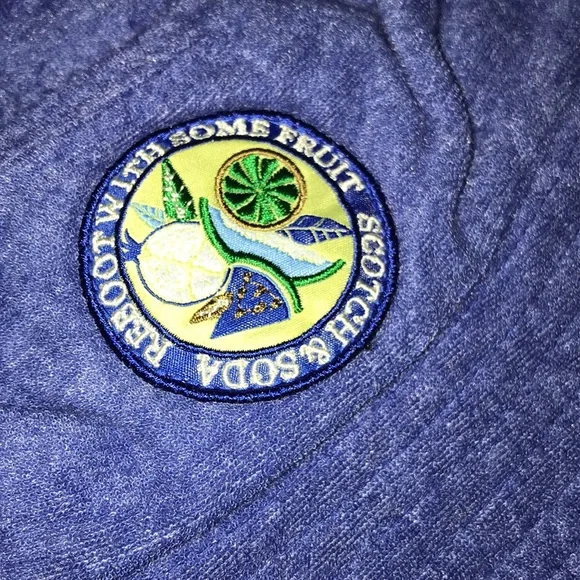 REBOOT WITH SOME FRUIT
SCOTCH & SODA